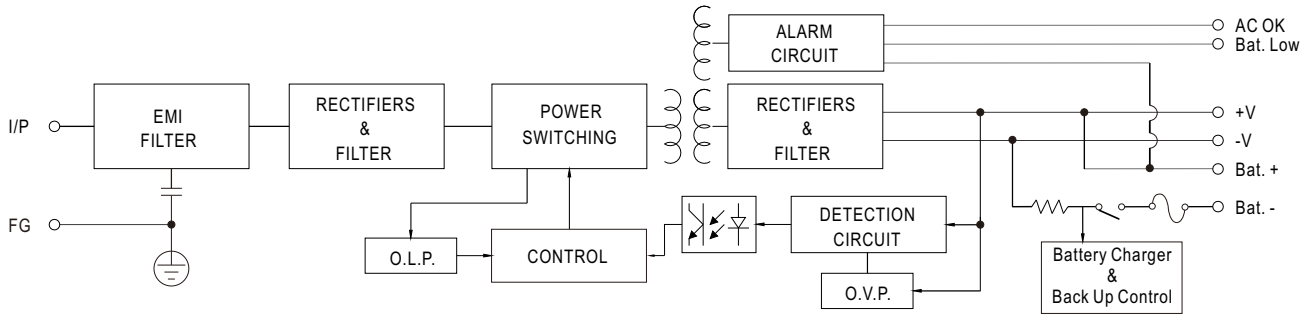 ALARM
CIRCUIT
AC OK
Bat. Low
I/P
EMI
FILTER
RECTIFIERS
&
FILTER
POWER
SWITCHING
RECTIFIERS
&
FILTER
+V
-V
Bat. +
Bat. -
FG
O.L.P.
CONTROL
DETECTION
CIRCUIT
O.V.P.
Battery Charger
&
Back Up Control